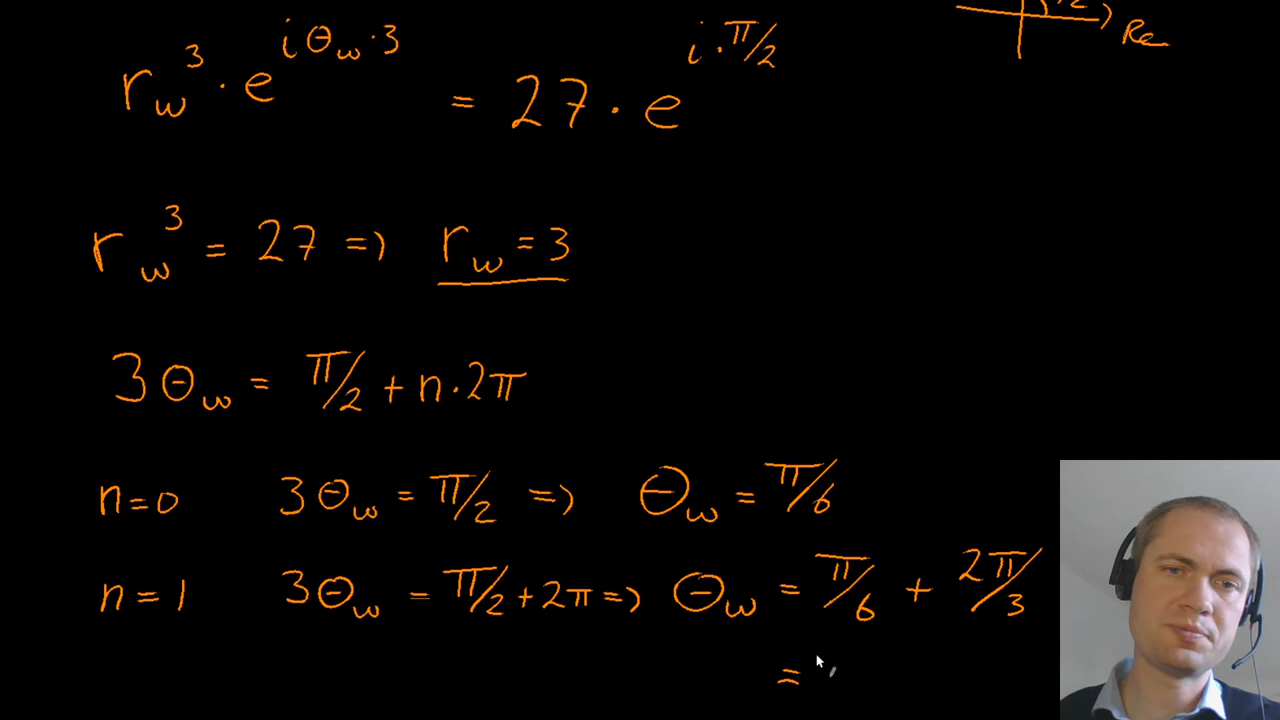 Re
r_w^3 · e^{iθ_w·3} = 27 · e^{i·π/2}
r_w^3 = 27 => r_w = 3
3θ_w = π/2 + n·2π
n=0 3θ_w = π/2 => θ_w = π/6
n=1 3θ_w = π/2 + 2π => θ_w = π/6 + 2π/3
=